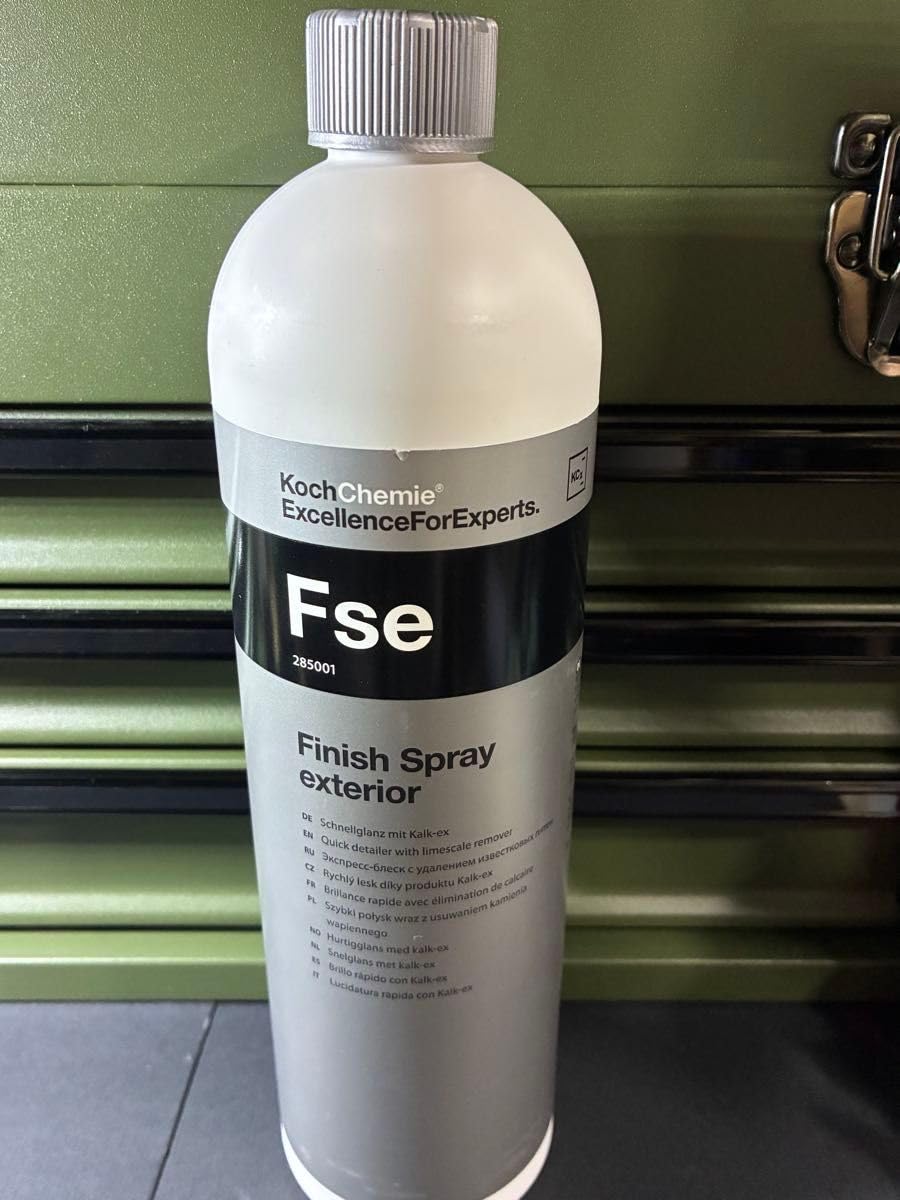 KochChemie®
ExcellenceForExperts.
KCx
Fse
285001
Finish Spray
exterior
DE Schnellglanz mit Kalk-ex
EN Quick detailer with limescale remover
RU Экспресс-блеск с удалением известковых пятен
CZ Rychlý lesk díky produktu Kalk-ex
FR Brillance rapide avec élimination de calcaire
PL Szybki połysk wraz z usuwaniem kamienia
wapiennego
NO Hurtigglans med kalk-ex
NL Snelglans met kalk-ex
ES Brillo rápido con Kalk-ex
IT Lucidatura rapida con Kalk-ex